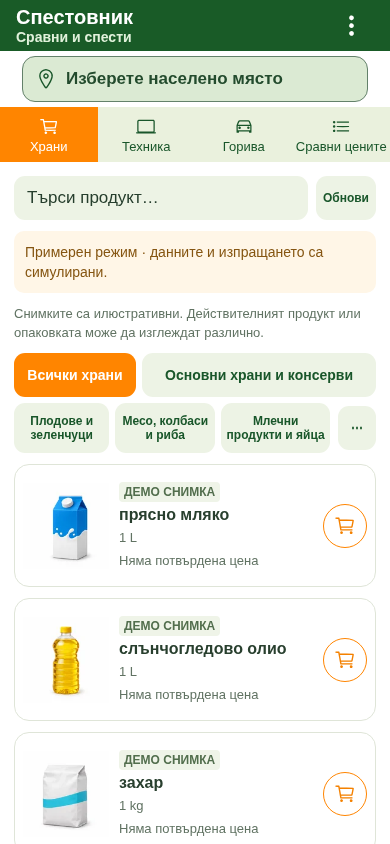 Спестовник
Сравни и спести
Изберете населено място
Храни
Техника
Горива
Сравни цените
Търси продукт…
Обнови
Примерен режим · данните и изпращането са
симулирани.
Снимките са илюстративни. Действителният продукт или
опаковката може да изглеждат различно.
Всички храни
Основни храни и консерви
Плодове и
зеленчуци
Месо, колбаси
и риба
Млечни
продукти и яйца
...
ДЕМО СНИМКА
прясно мляко
1 L
Няма потвърдена цена
ДЕМО СНИМКА
слънчогледово олио
1 L
Няма потвърдена цена
ДЕМО СНИМКА
захар
1 kg
Няма потвърдена цена